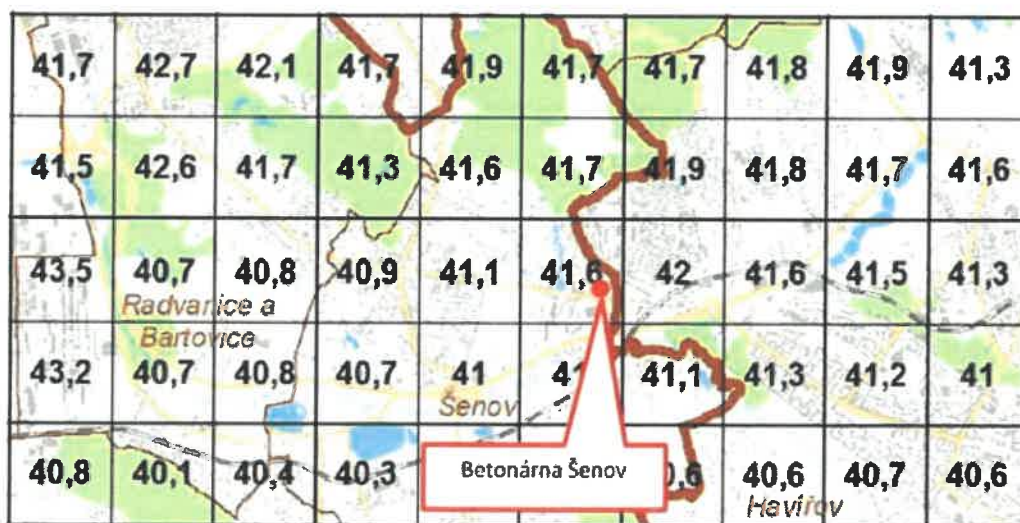 41,7 42,7 42,1 41,7 41,9 41,7 41,7 41,8 41,9 41,3
41,5 42,6 41,7 41,3 41,6 41,7 41,9 41,8 41,7 41,6
43,5 40,7 40,8 40,9 41,1 41,6 42 41,6 41,5 41,3
Radvanice a
Bartovice
43,2 40,7 40,8 40,7 41 41,1 41,3 41,2 41
Šenov
40,8 40,1 40,4 40,3 Betonárna Šenov 40,6 40,7 40,6
Havířov